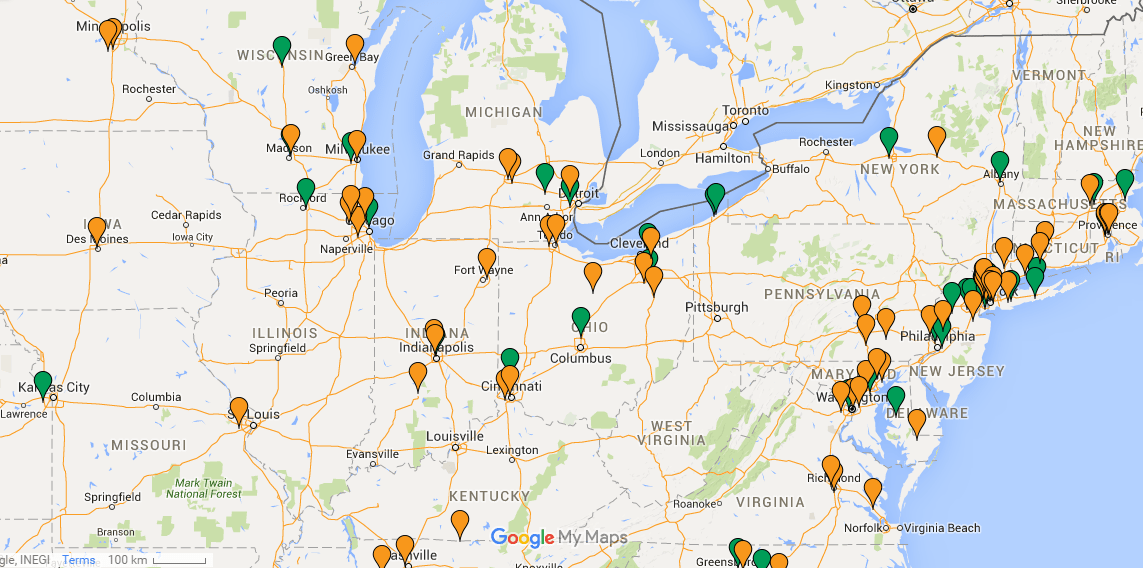 Ottawa
Sherbrooke
Minneapolis
WISCONSIN
Green Bay
VERMONT
Rochester
Oshkosh
Kingston
MICHIGAN
Toronto
Mississauga
NEW
HAMPSHIRE
Madison
Milwaukee
Grand Rapids
London
Hamilton
Rochester
Buffalo
NEW YORK
Albany
Rockford
Detroit
MASSACHUSETTS
IOWA
Cedar Rapids
Chicago
Ann Arbor
Providence
Des Moines
Iowa City
Naperville
Toledo
Cleveland
CONNECTICUT
RI
Fort Wayne
Peoria
PENNSYLVANIA
Pittsburgh
ILLINOIS
INDIANA
OHIO
Springfield
Indianapolis
Columbus
Philadelphia
MARYLAND
NEW JERSEY
Kansas City
Columbia
Cincinnati
Washington
Lawrence
St Louis
DELAWARE
MISSOURI
Louisville
WEST
VIRGINIA
Evansville
Lexington
Mark Twain
National Forest
Richmond
Springfield
KENTUCKY
Roanoke
VIRGINIA
Branson
Norfolk
Virginia Beach
Google My Maps
Nashville
Knoxville
Greensboro
gle, INEGI
Terms
100 km